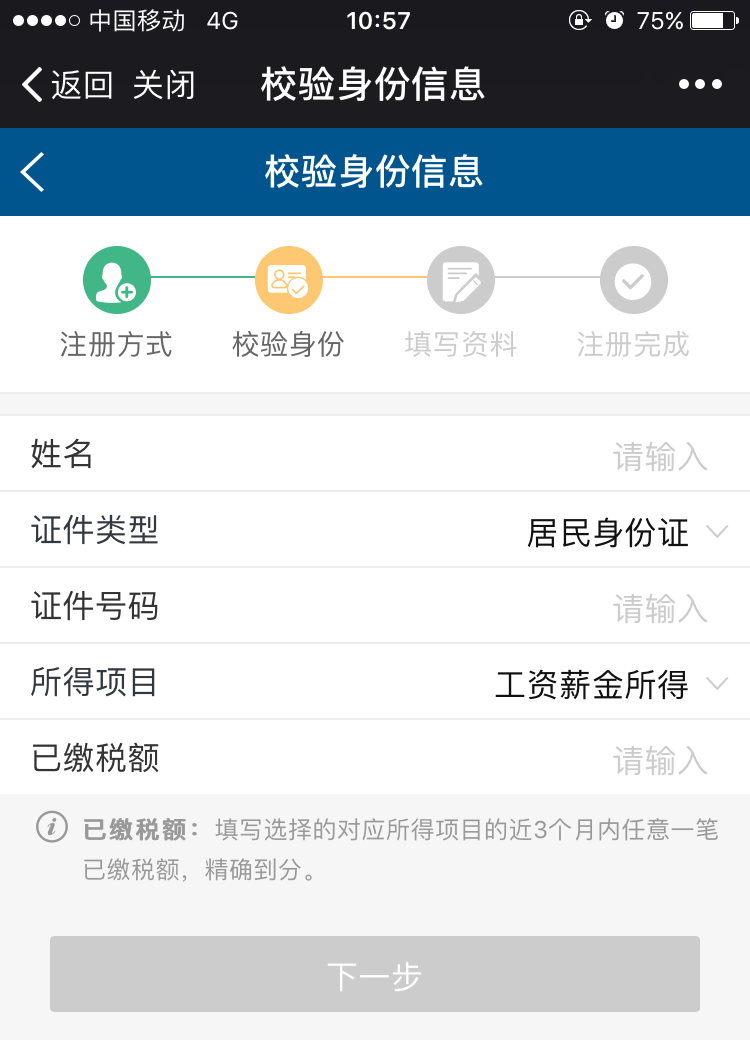 中国移动 4G 10:57 75%
返回 关闭 校验身份信息
校验身份信息
注册方式 校验身份 填写资料 注册完成
姓名 请输入
证件类型 居民身份证
证件号码 请输入
所得项目 工资薪金所得
已缴税额 请输入
已缴税额：填写选择的对应所得项目的近3个月内任意一笔
已缴税额，精确到分。
下一步